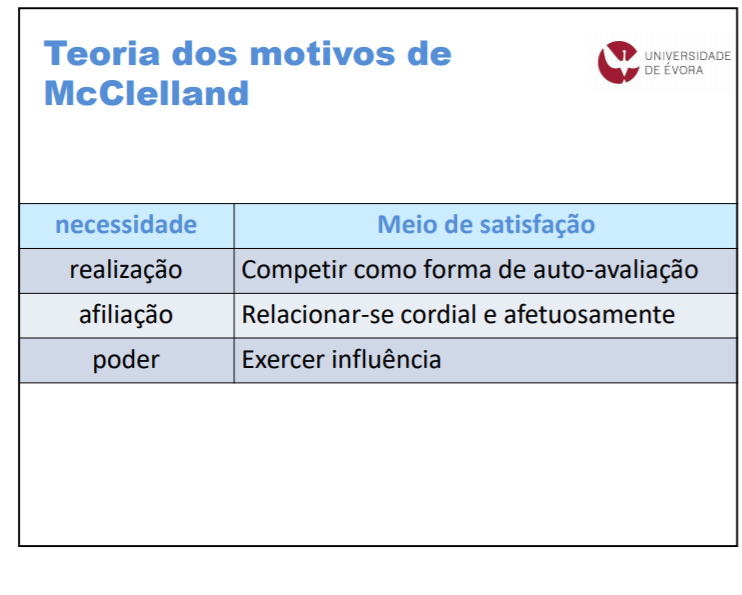 Teoria dos motivos de
McClelland
UNIVERSIDADE
DE ÉVORA
necessidade Meio de satisfação
realização Competir como forma de auto-avaliação
afiliação Relacionar-se cordial e afetuosamente
poder Exercer influência